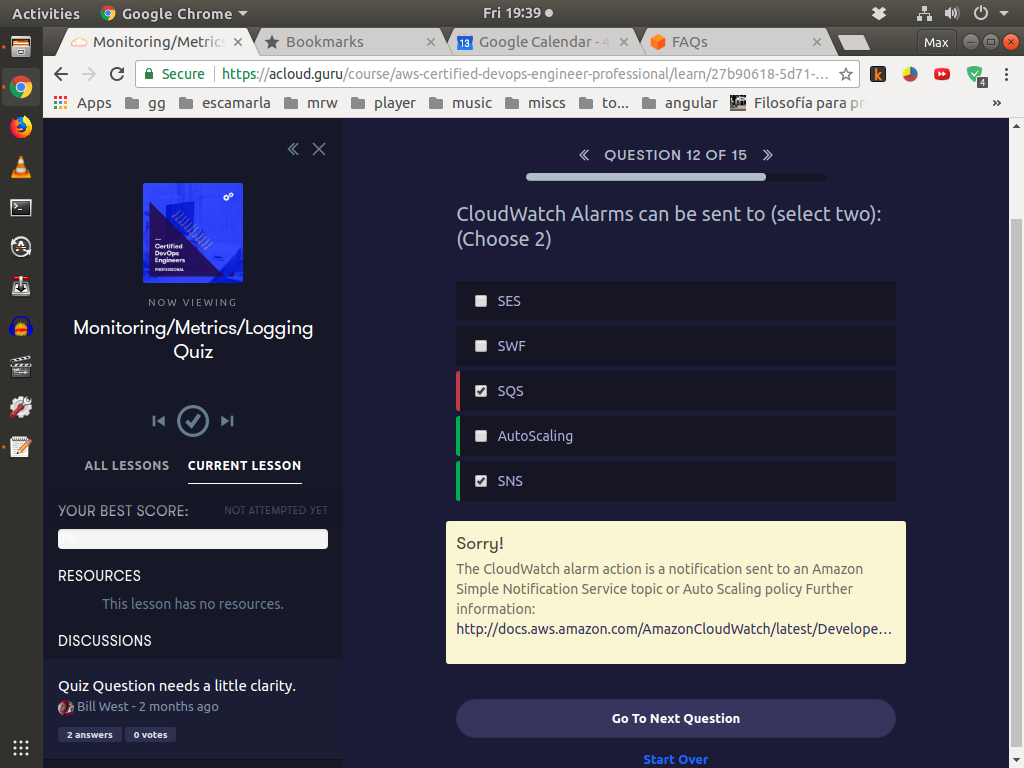 Activities Google Chrome Fri 19:39
Monitoring/Metrics Bookmarks Google Calendar - 4 FAQs Max
Secure https://acloud.guru/course/aws-certified-devops-engineer-professional/learn/27b90618-5d71-... 4
Apps gg escamarla mrw player music miscs to... angular Filosofía para pr »
QUESTION 12 OF 15
CloudWatch Alarms can be sent to (select two):
(Choose 2)
SES
SWF
SQS
AutoScaling
SNS
Sorry!
The CloudWatch alarm action is a notification sent to an Amazon
Simple Notification Service topic or Auto Scaling policy Further
information:
http://docs.aws.amazon.com/AmazonCloudWatch/latest/Develope...
Go To Next Question
Start Over
Certified
DevOps
Engineers
PROFESSIONAL
NOW VIEWING
Monitoring/Metrics/Logging
Quiz
ALL LESSONS CURRENT LESSON
YOUR BEST SCORE: NOT ATTEMPTED YET
RESOURCES
This lesson has no resources.
DISCUSSIONS
Quiz Question needs a little clarity.
Bill West - 2 months ago
2 answers 0 votes